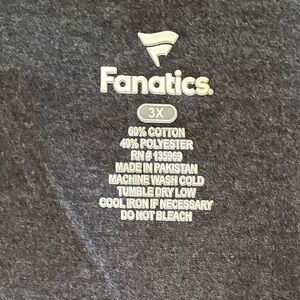 Fanatics.
3X
60% COTTON
40% POLYESTER
RN # 135969
MADE IN PAKISTAN
MACHINE WASH COLD
TUMBLE DRY LOW
COOL IRON IF NECESSARY
DO NOT BLEACH